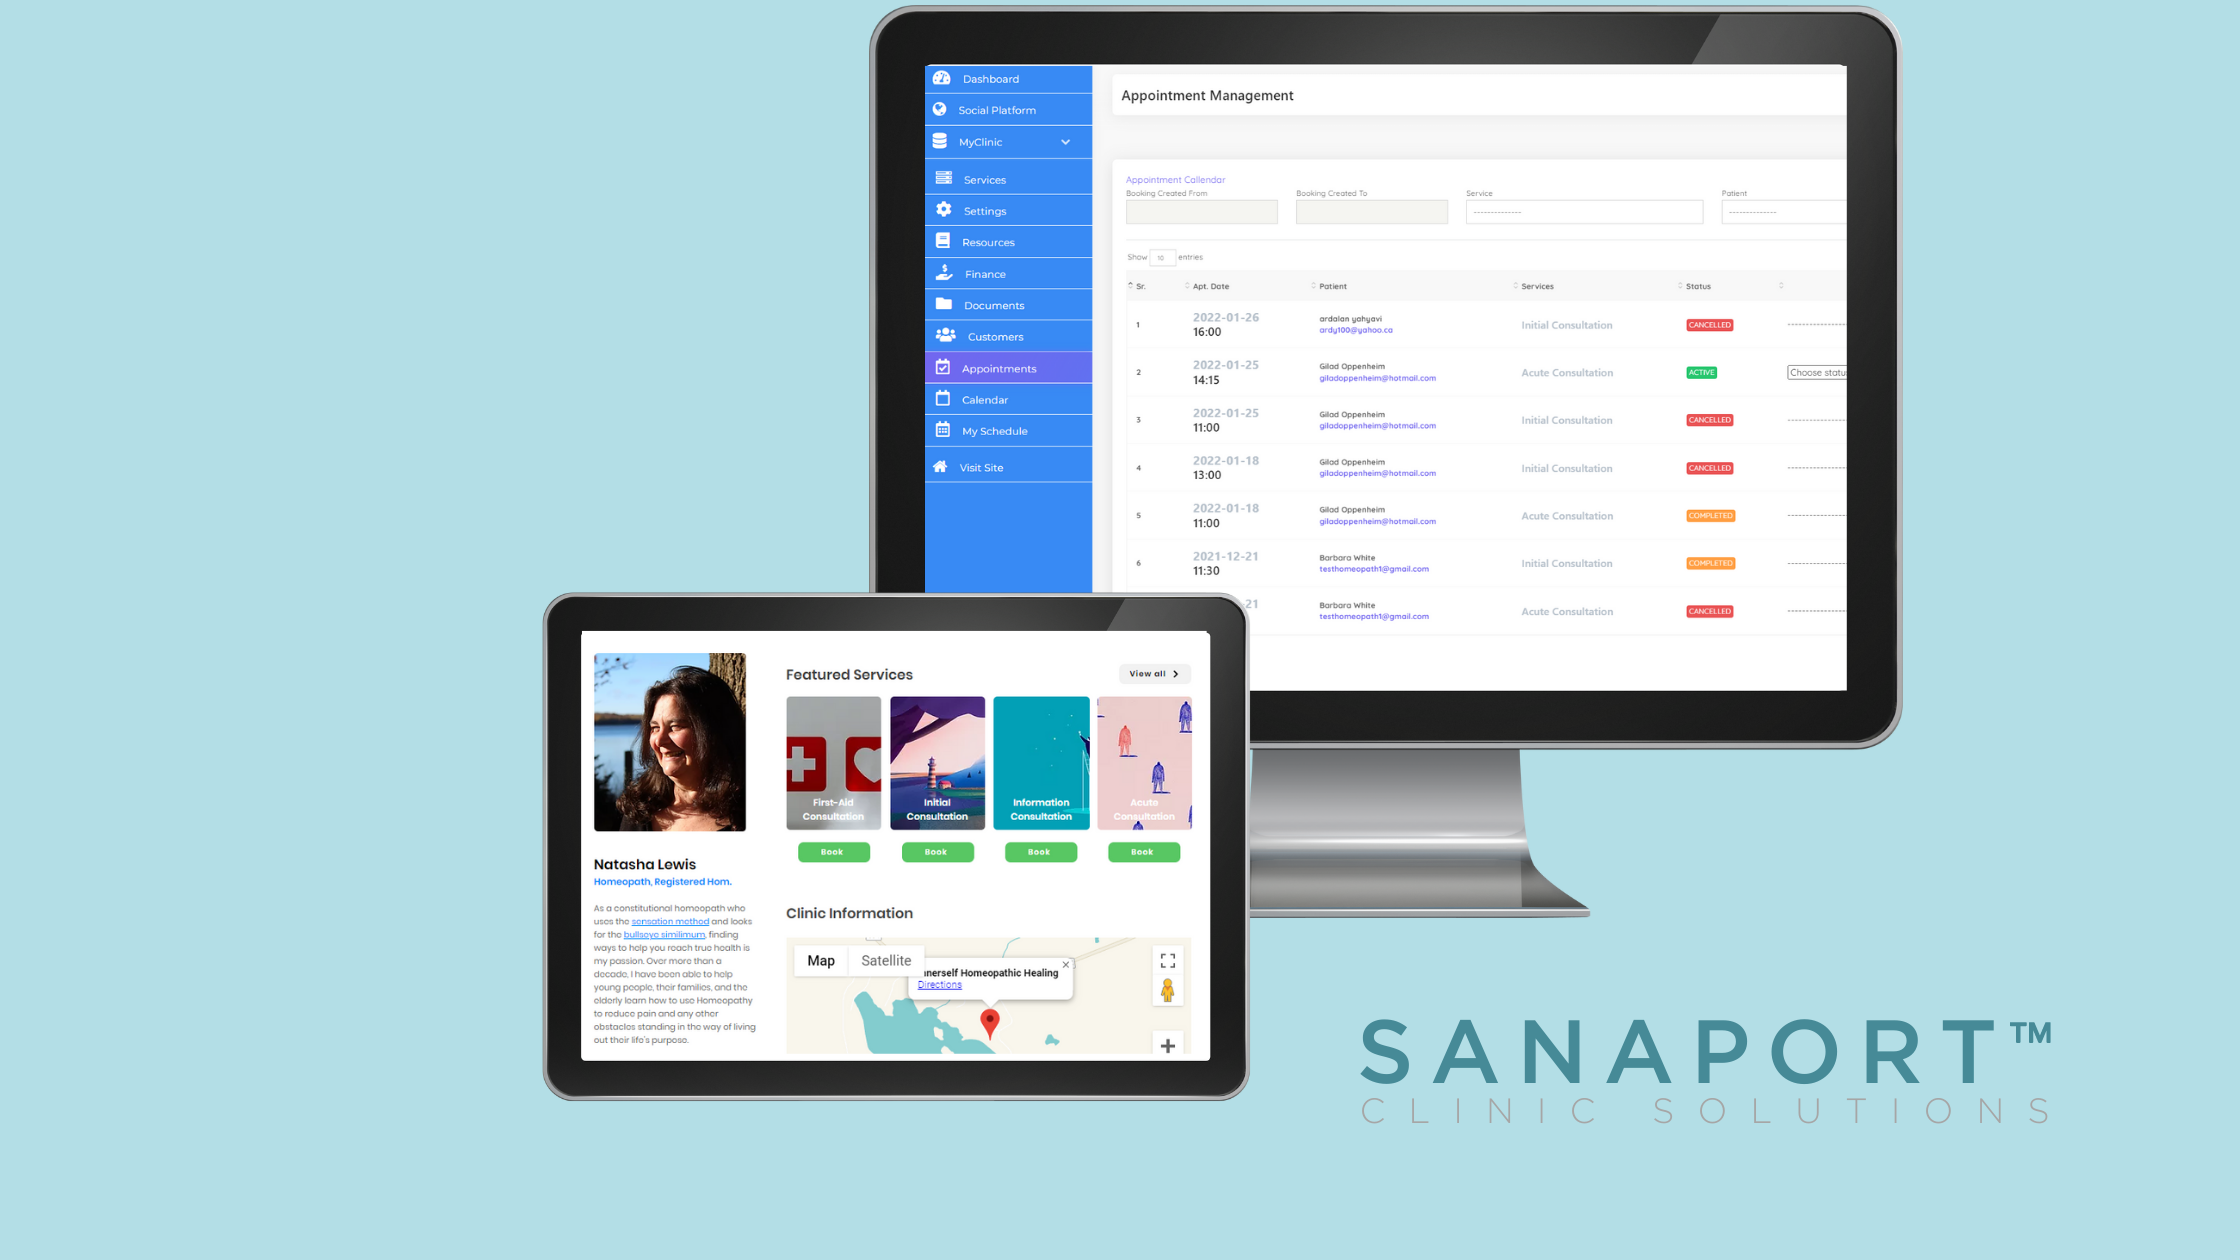 Dashboard
Social Platform
MyClinic
Services
Settings
Resources
Finance
Documents
Customers
Appointments
Calendar
My Schedule
Visit Site
Appointment Management
Appointment Callendar
Booking Created From Booking Created To Service Patient
-------------- --------------
Show 10 entries
Sr. Apt. Date Patient Services Status
1 2022-01-26 16:00 ardalan yahyavi ardy100@yahoo.ca Initial Consultation CANCELLED
2 2022-01-25 14:15 Gilad Oppenheim giladoppenheim@hotmail.com Acute Consultation ACTIVE Choose statu
3 2022-01-25 11:00 Gilad Oppenheim giladoppenheim@hotmail.com Initial Consultation CANCELLED
4 2022-01-18 13:00 Gilad Oppenheim giladoppenheim@hotmail.com Initial Consultation CANCELLED
5 2022-01-18 11:00 Gilad Oppenheim giladoppenheim@hotmail.com Acute Consultation COMPLETED
6 2021-12-21 11:30 Barbara White testhomeopath1@gmail.com Initial Consultation COMPLETED
21 Barbara White testhomeopath1@gmail.com Acute Consultation CANCELLED
Natasha Lewis
Homeopath, Registered Hom.
As a constitutional homoopath who
uses the sensation method and looks
for the bullseye similimum, finding
ways to help you reach true health is
my passion. Over more than a
decade, I have been able to help
young people, their families, and the
elderly learn how to use Homeopathy
to reduce pain and any other
obstacles standing in the way of living
out their life's purpose.
Featured Services
View all
First-Aid Consultation
Initial Consultation
Information Consultation
Acute Consultation
Book Book Book Book
Clinic Information
Map Satellite
nerself Homeopathic Healing
Directions
SANAPORT™
CLINIC SOLUTIONS